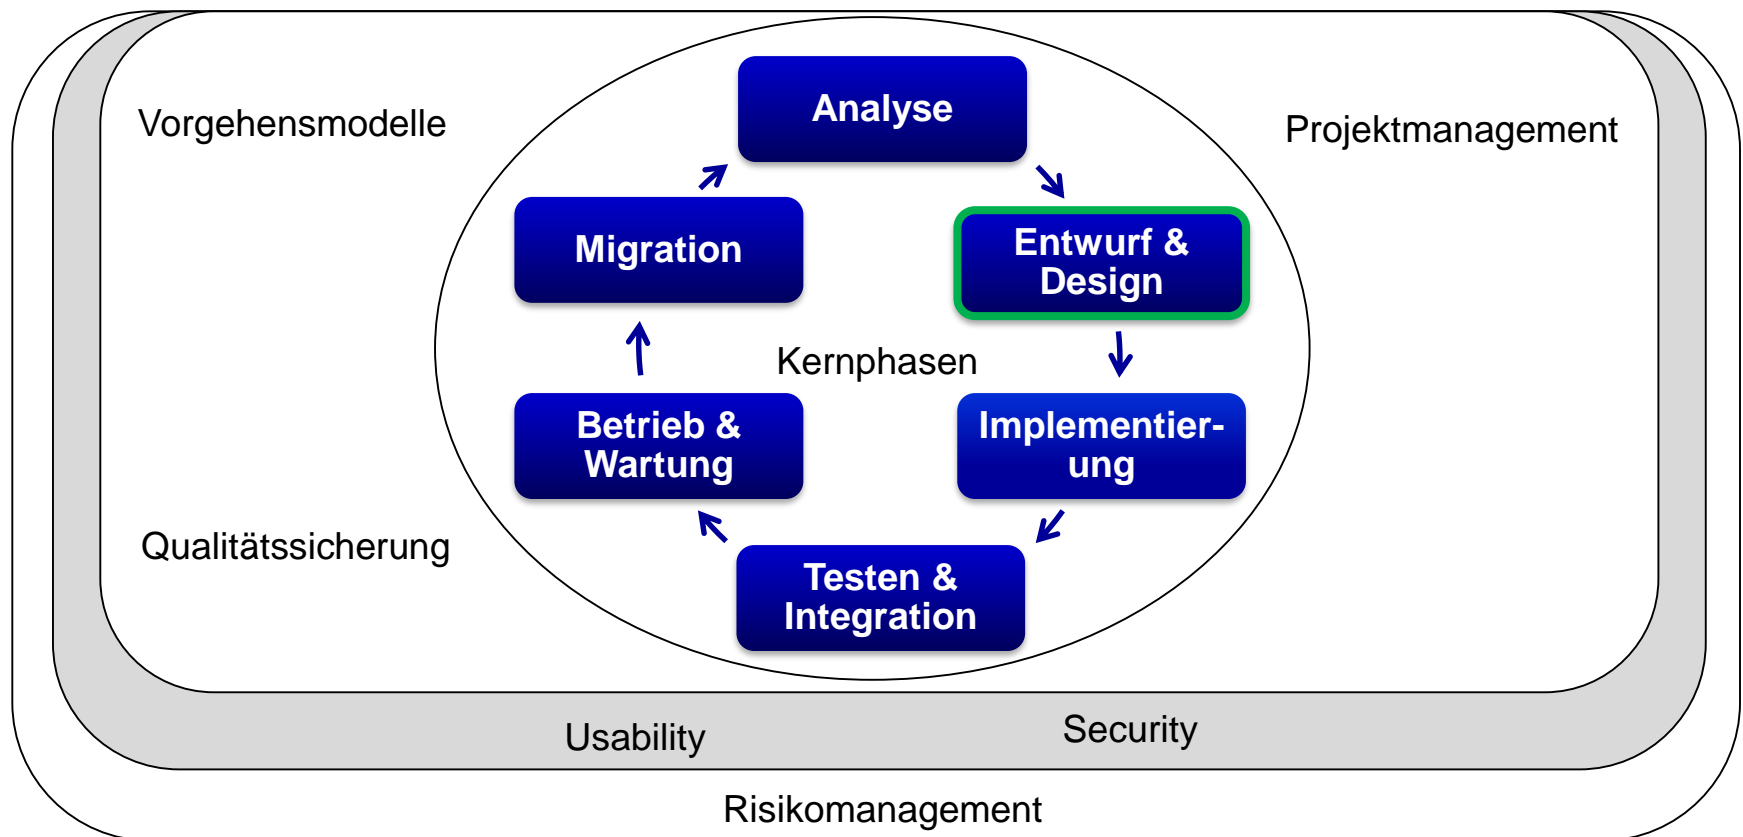 Analyse
Vorgehensmodelle
Projektmanagement
Migration
Entwurf &
Design
Kernphasen
Betrieb &
Wartung
Implementier-
ung
Qualitätssicherung
Testen &
Integration
Usability
Security
Risikomanagement